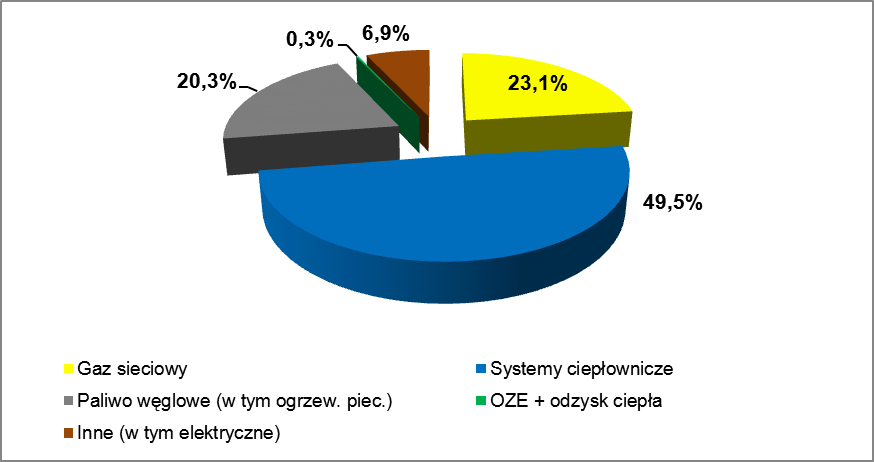 0,3%
6,9%
20,3%
23,1%
49,5%
Gaz sieciowy
Systemy ciepłownicze
Paliwo węglowe (w tym ogrzew. piec.)
OZE + odzysk ciepła
Inne (w tym elektryczne)